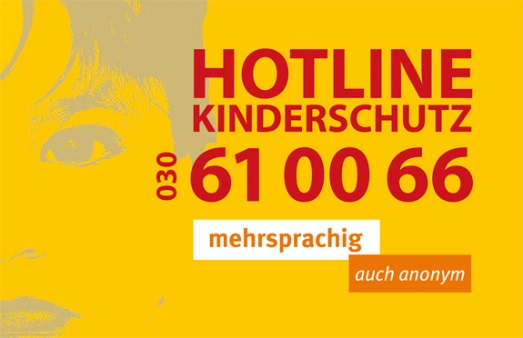 HOTLINE
KINDERSCHUTZ
030 61 00 66
mehrsprachig
auch anonym